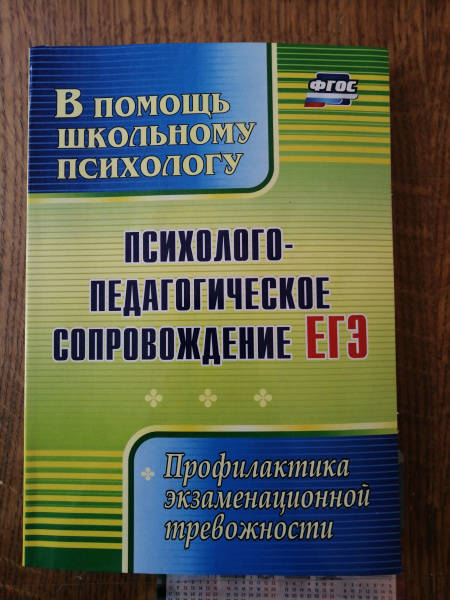 ФГОС
В ПОМОЩЬ
ШКОЛЬНОМУ
ПСИХОЛОГУ
ПСИХОЛОГО-
ПЕДАГОГИЧЕСКОЕ
СОПРОВОЖДЕНИЕ ЕГЭ
Профилактика
экзаменационной
тревожности